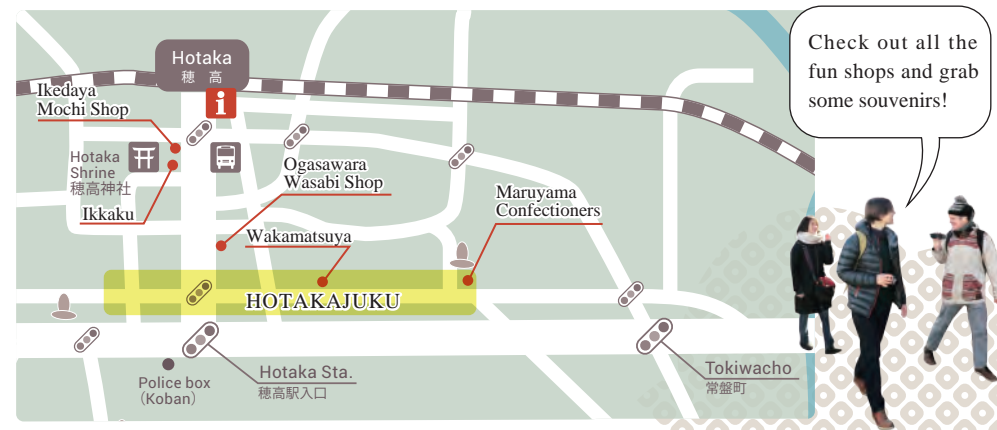 Hotaka
穂 高
i
Ikedaya
Mochi Shop
Hotaka
Shrine
穂高神社
Ikkaku
Ogasawara
Wasabi Shop
Wakamatsuya
Maruyama
Confectioners
HOTAKAJUKU
Police box
（Koban）
Hotaka Sta.
穂高駅入口
Tokiwacho
常盤町
Check out all the
fun shops and grab
some souvenirs!